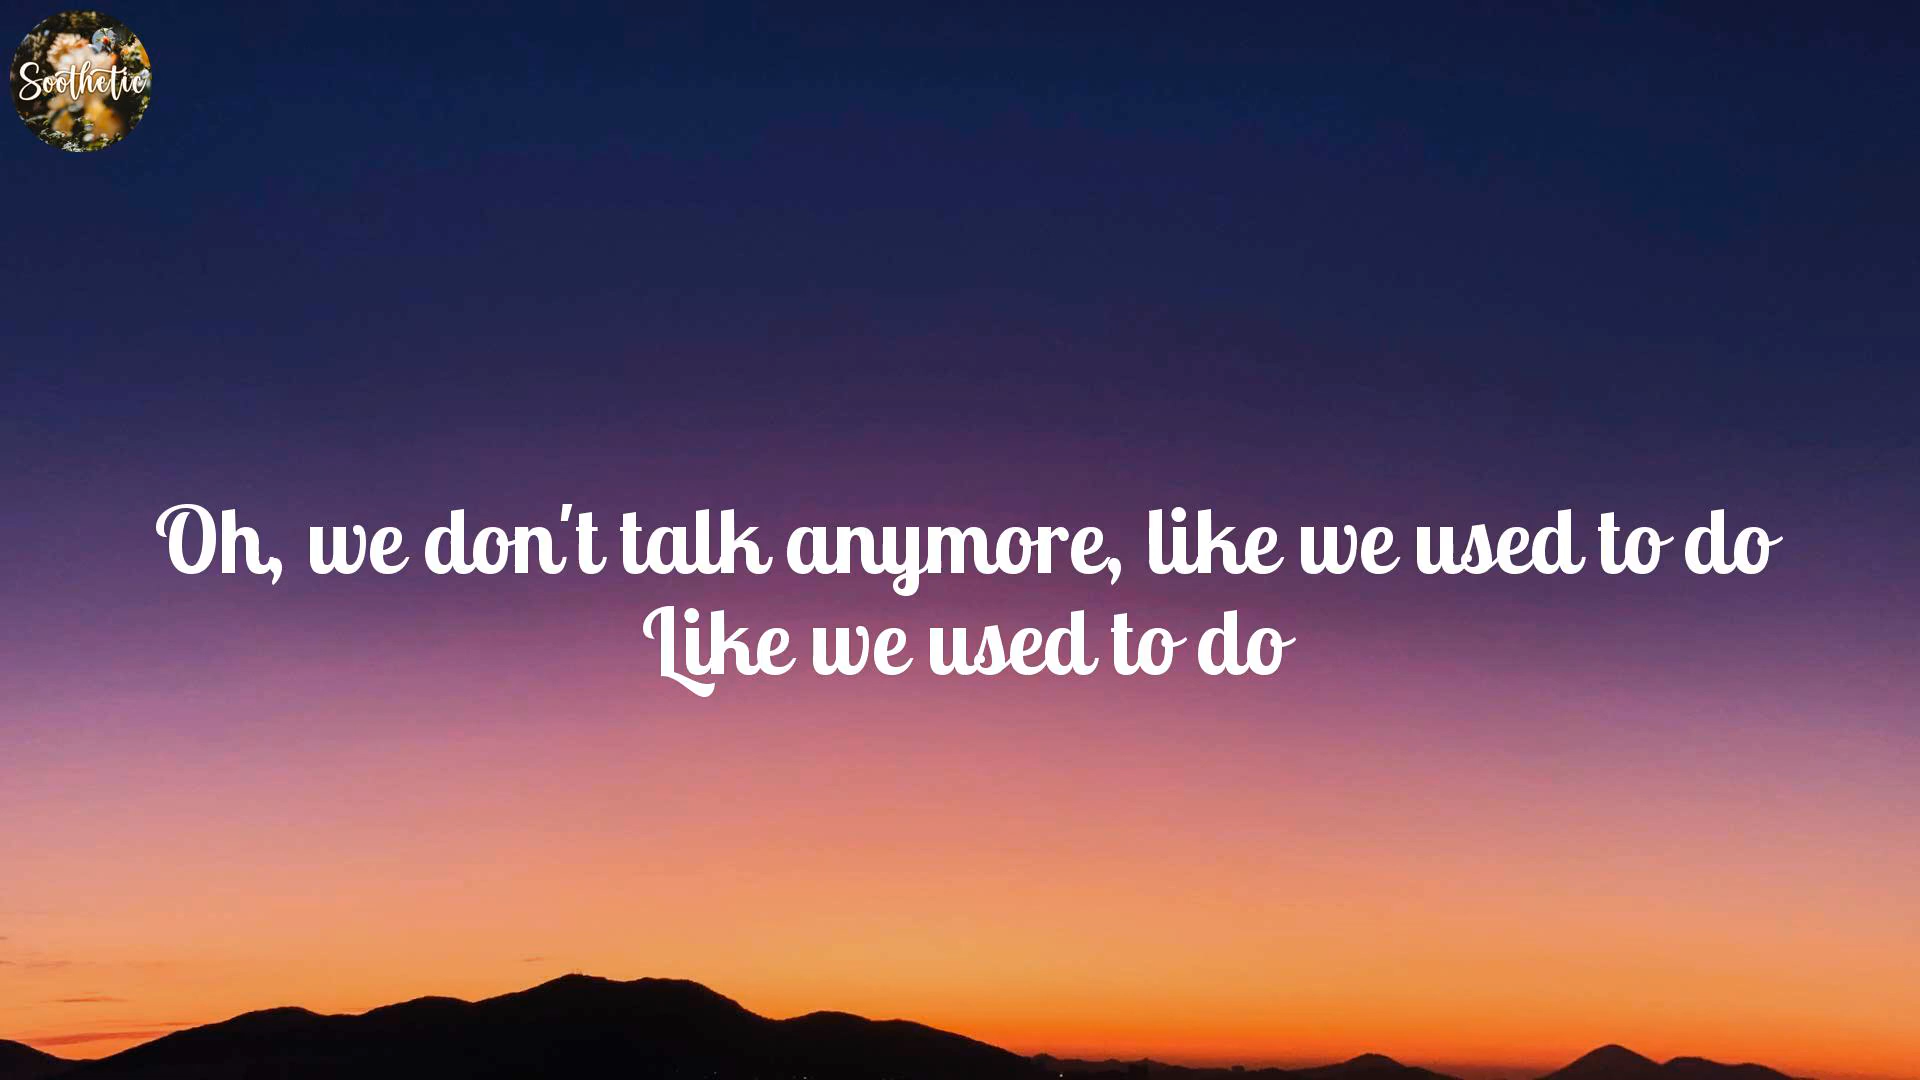 Soothetic
Oh, we don't talk anymore, like we used to do
Like we used to do